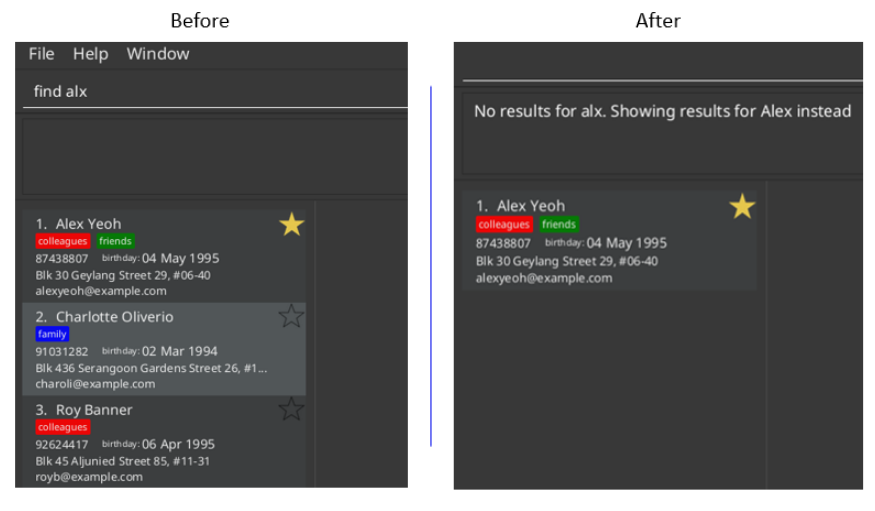 Before
File Help Window
find alx
1. Alex Yeoh
colleagues friends
87438807 birthday: 04 May 1995
Blk 30 Geylang Street 29, #06-40
alexyeoh@example.com
2. Charlotte Oliverio
family
91031282 birthday: 02 Mar 1994
Blk 436 Serangoon Gardens Street 26, #1...
charoli@example.com
3. Roy Banner
colleagues
92624417 birthday: 06 Apr 1995
Blk 45 Aljunied Street 85, #11-31
royb@example.com
After
No results for alx. Showing results for Alex instead
1. Alex Yeoh
colleagues friends
87438807 birthday: 04 May 1995
Blk 30 Geylang Street 29, #06-40
alexyeoh@example.com